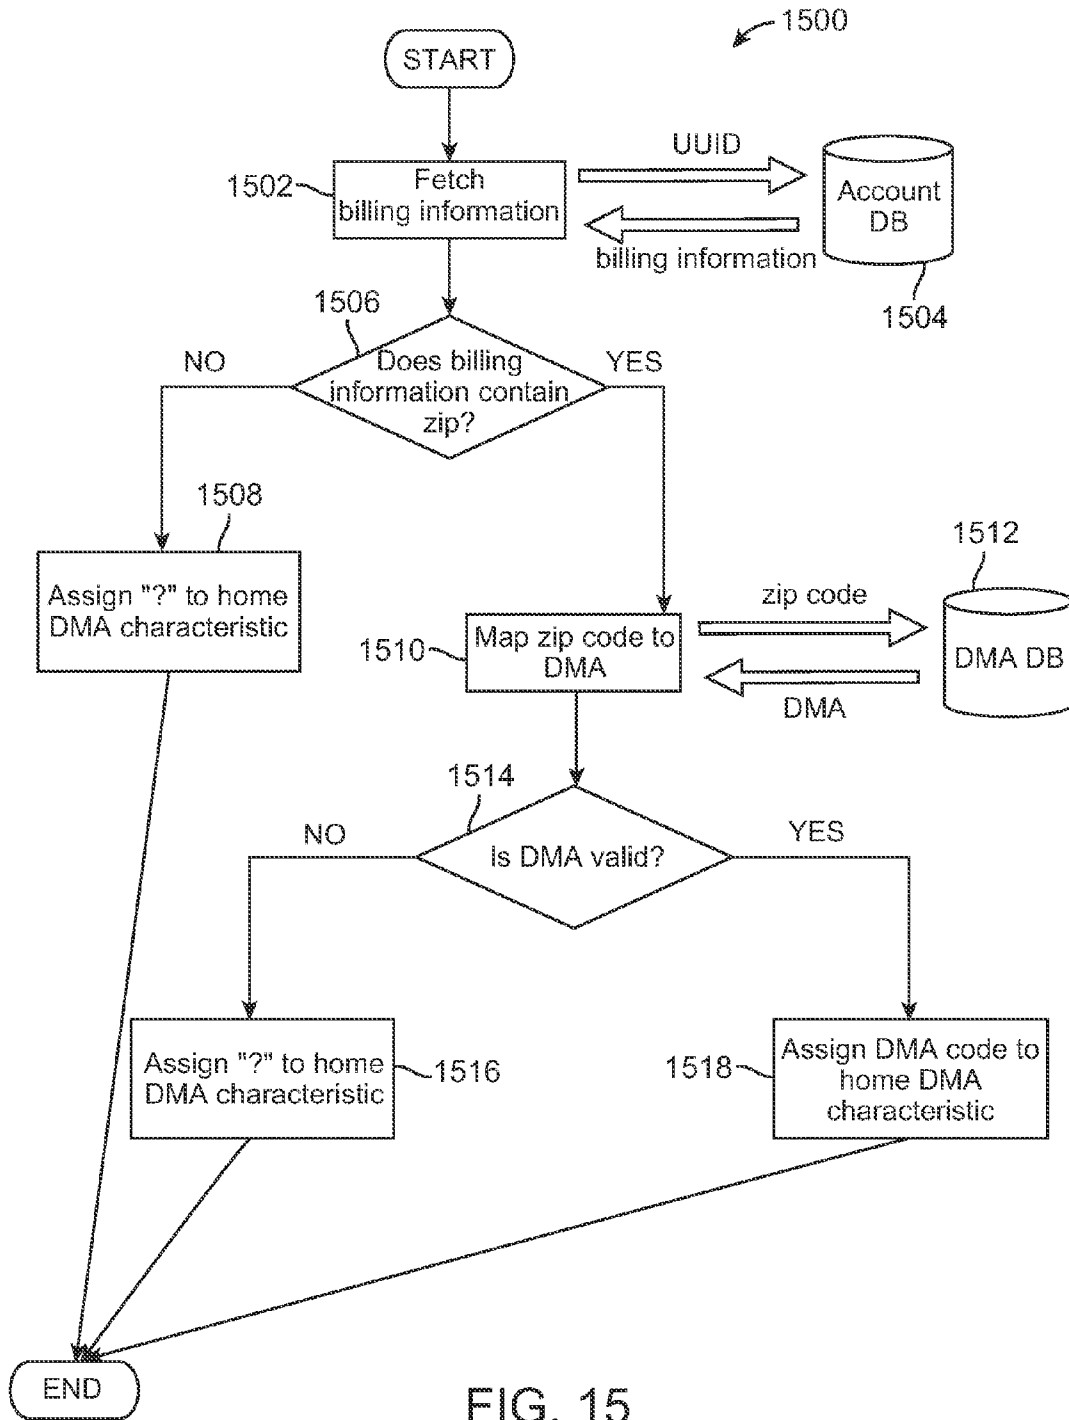 1500
START
UUID
1502
Fetch
billing information
Account
DB
billing information
1504
1506
NO
YES
Does billing
information contain
zip?
1508
Assign "?" to home
DMA characteristic
1512
zip code
1510
Map zip code to
DMA
DMA DB
DMA
1514
NO
YES
Is DMA valid?
Assign "?" to home
DMA characteristic
1516
1518
Assign DMA code to
home DMA
characteristic
END
FIG. 15